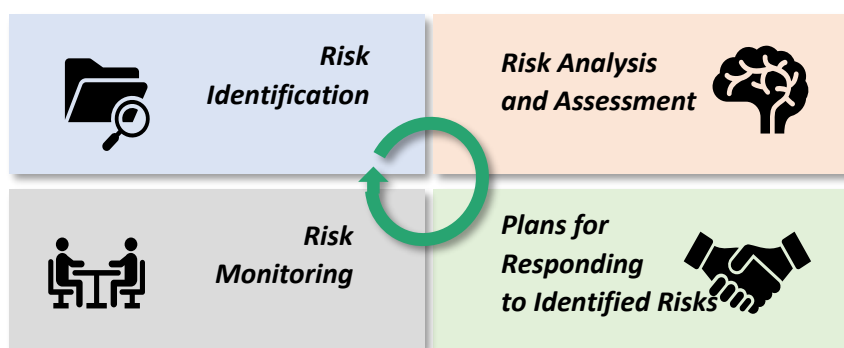 Risk
Identification
Risk Analysis
and Assessment
Risk
Monitoring
Plans for
Responding
to Identified Risks